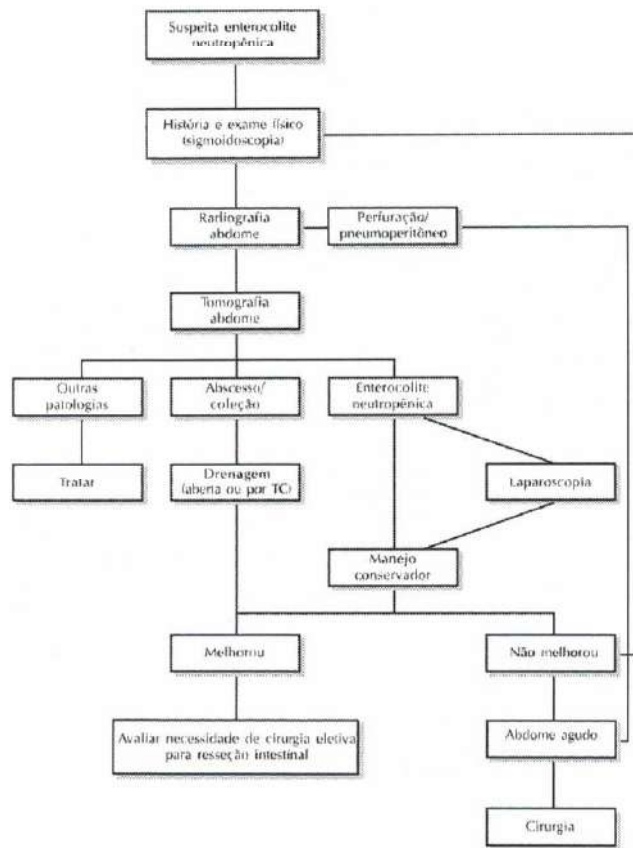 Suspeita enterocolite
neutropênica
História e exame físico
(sigmoidoscopia)
Radiografia
abdome
Perfuração/
pneumoperitôneo
Tomografia
abdome
Outras
patologias
Abscesso/
coleção
Enterocolite
neutropênica
Tratar
Drenagem
(aberta ou por TC)
Laparoscopia
Manejo
conservador
Melhorou
Não melhorou
Avaliar necessidade de cirurgia eletiva
para resseção intestinal
Abdome agudo
Cirurgia